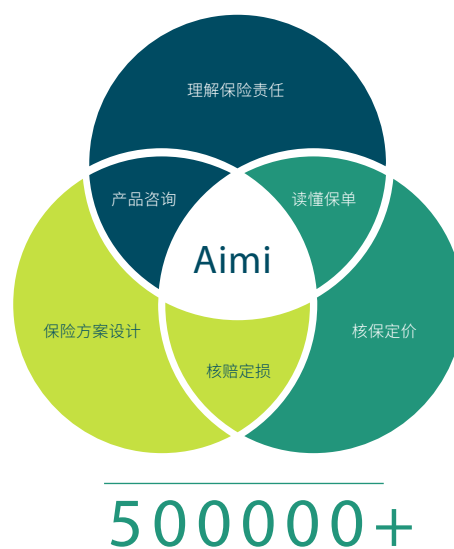 理解保险责任
产品咨询
读懂保单
Aimi
保险方案设计
核保定价
核赔定损
500000+